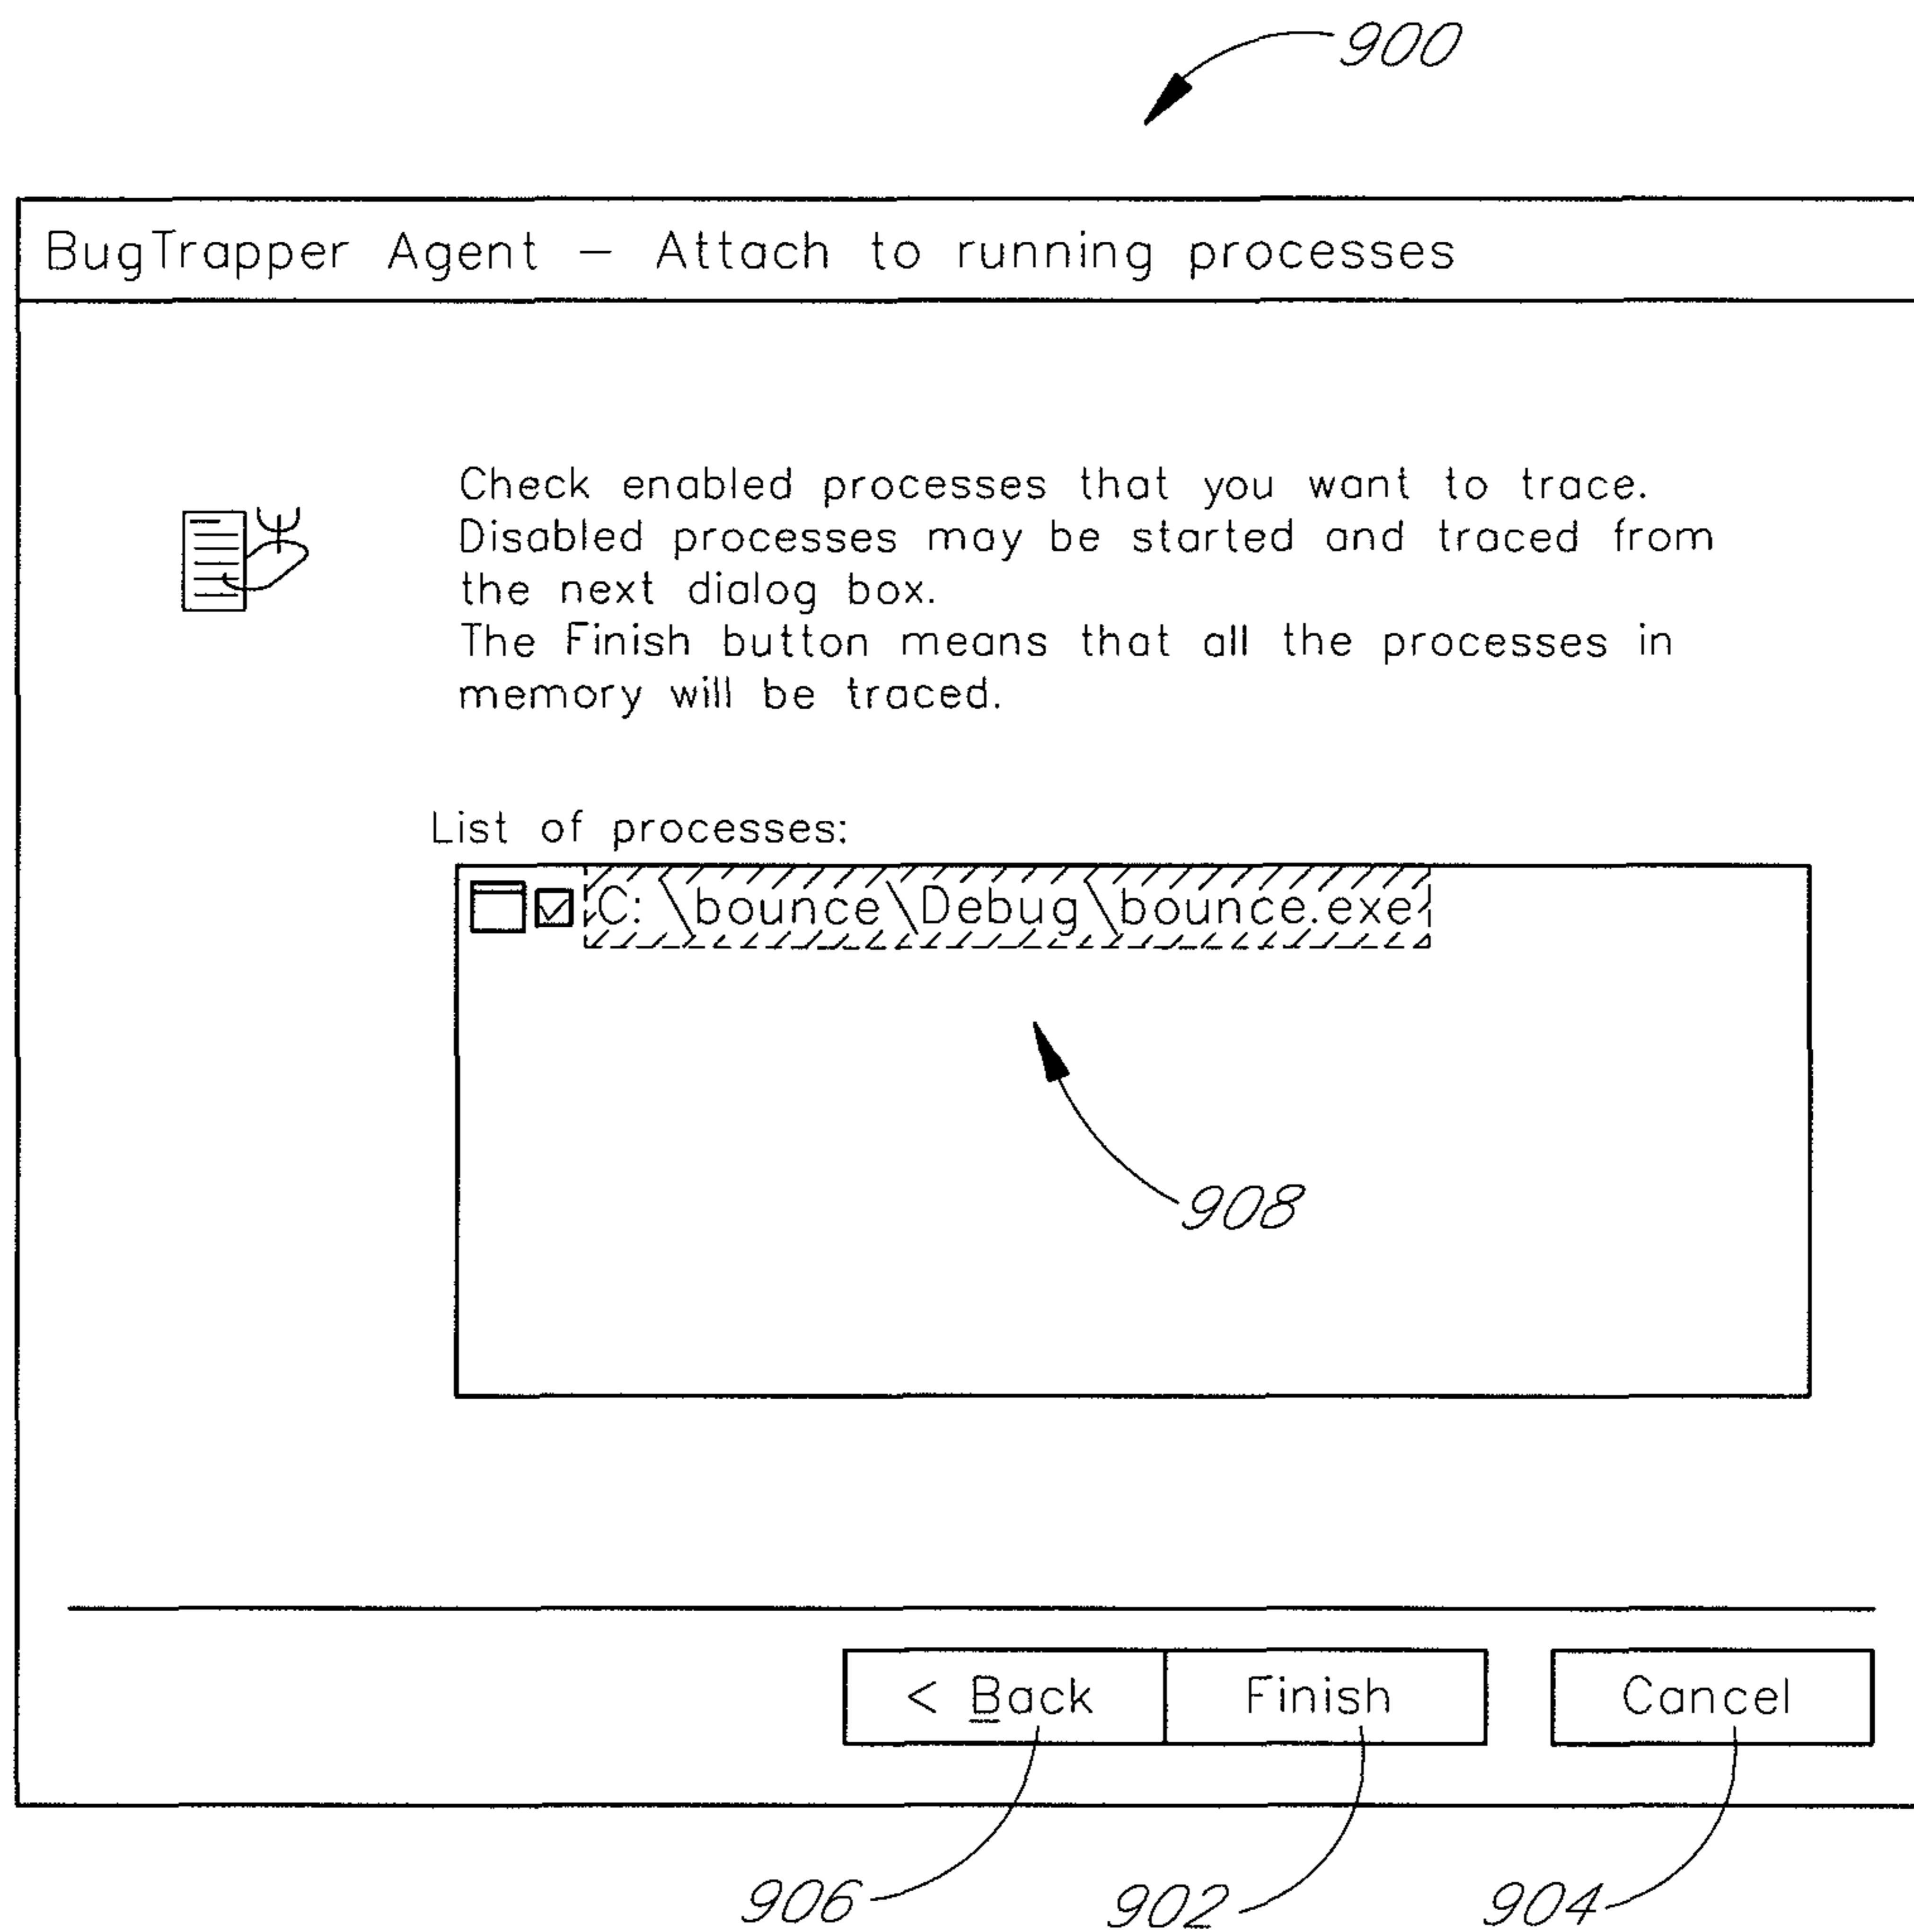 900
BugTrapper Agent – Attach to running processes
Check enabled processes that you want to trace.
Disabled processes may be started and traced from
the next dialog box.
The Finish button means that all the processes in
memory will be traced.
List of processes:
C:\bounce\Debug\bounce.exe
908
< Back
Finish
Cancel
906
902
904